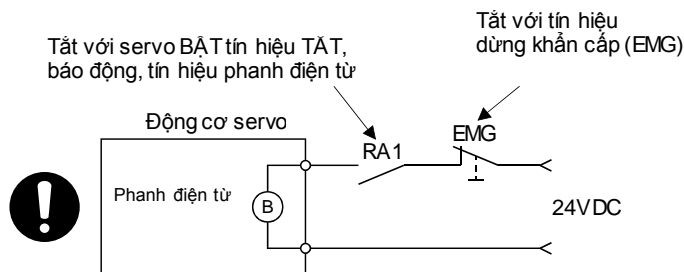 Tắt với tín hiệu
dừng khẩn cấp (EMG)
Tắt với servo BẬT tín hiệu TẮT,
báo động, tín hiệu phanh điện từ
Động cơ servo
RA1
EMG
Phanh điện từ
B
24VDC